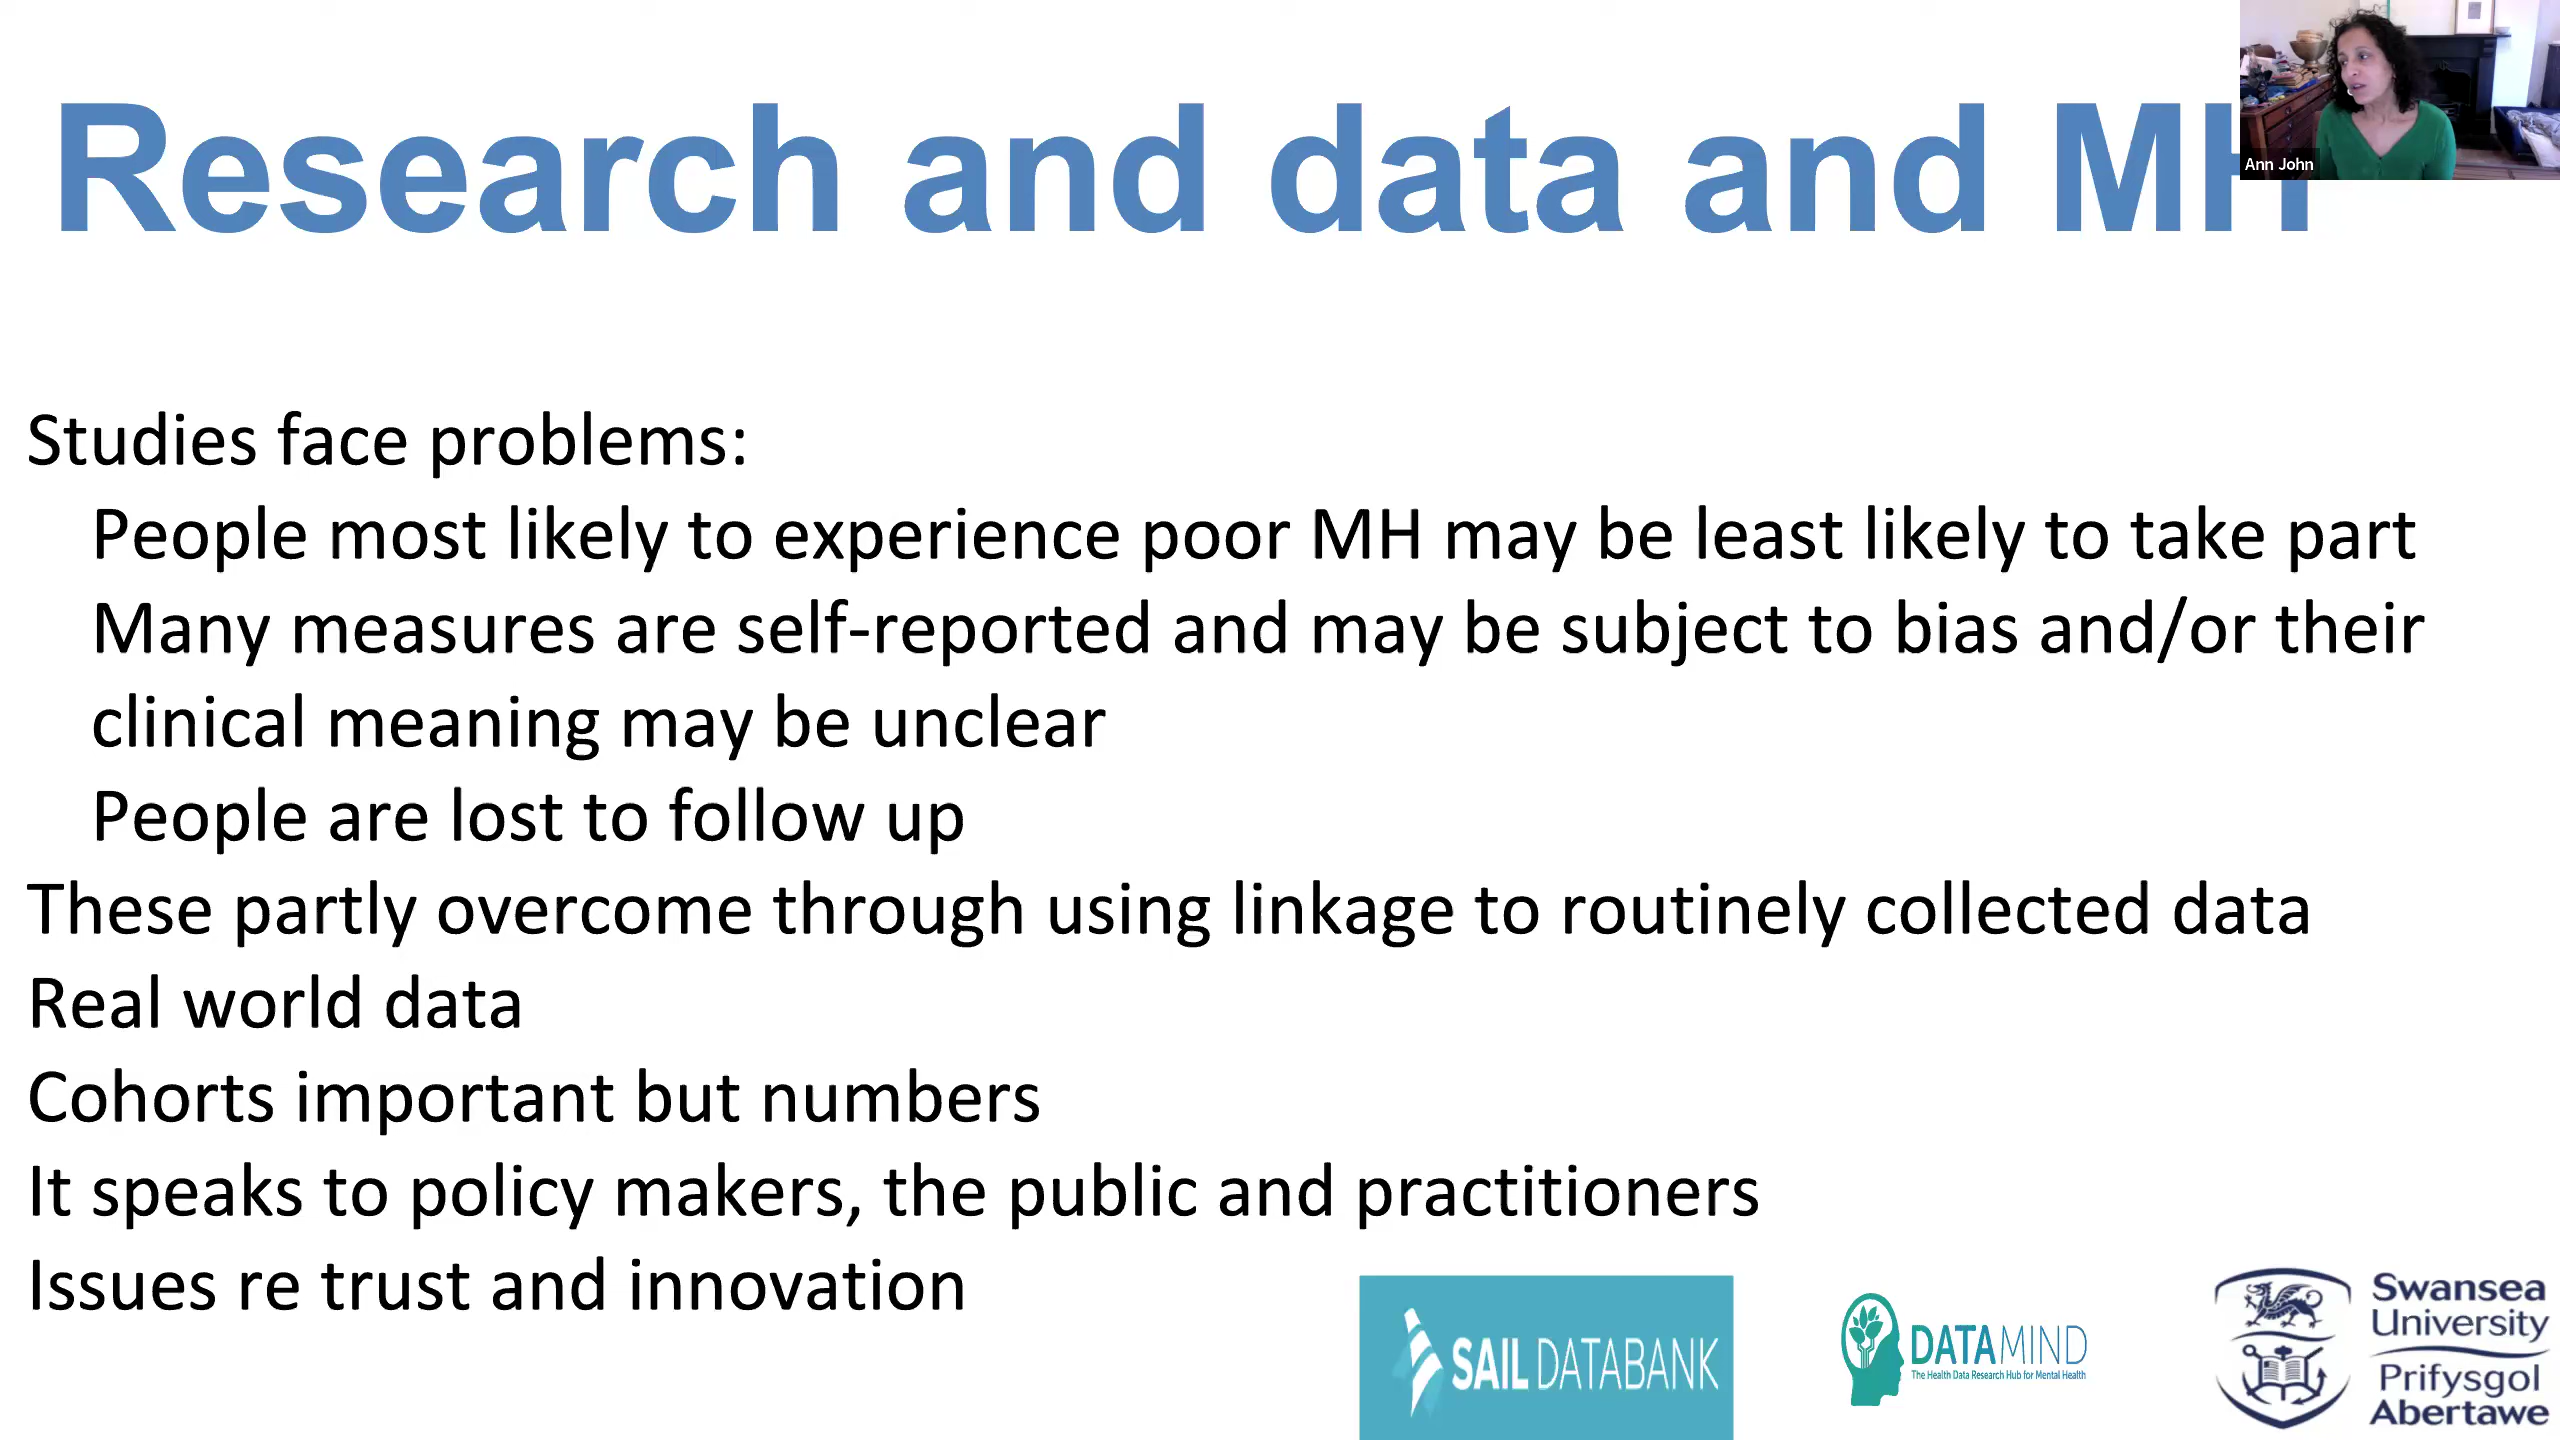 Research and data and MH
Ann John
Studies face problems:
People most likely to experience poor MH may be least likely to take part
Many measures are self-reported and may be subject to bias and/or their
clinical meaning may be unclear
People are lost to follow up
These partly overcome through using linkage to routinely collected data
Real world data
Cohorts important but numbers
It speaks to policy makers, the public and practitioners
Issues re trust and innovation
SAIL DATABANK
DATAMIND
The Health Data Research Hub for Mental Health
Swansea
University
Prifysgol
Abertawe